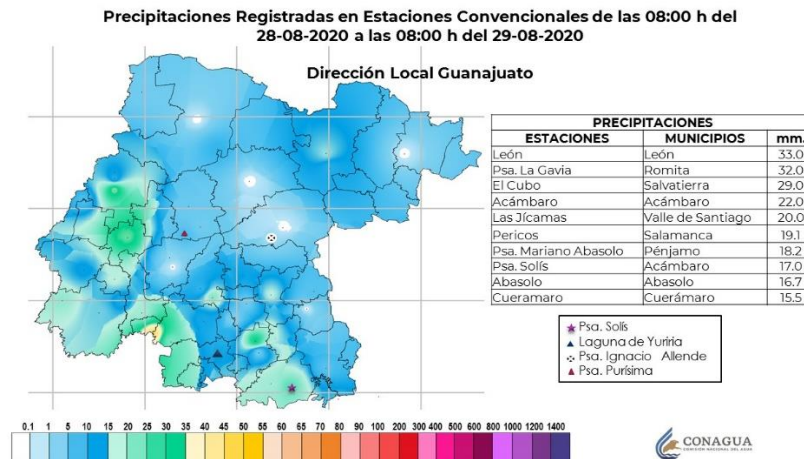 Precipitaciones Registradas en Estaciones Convencionales de las 08:00 h del
28-08-2020 a las 08:00 h del 29-08-2020
Dirección Local Guanajuato
PRECIPITACIONES
ESTACIONES MUNICIPIOS mm.
León León 33.0
Psa. La Gavia Romita 32.0
El Cubo Salvatierra 29.0
Acámbaro Acámbaro 22.0
Las Jícamas Valle de Santiago 20.0
Pericos Salamanca 19.1
Psa. Mariano Abasolo Pénjamo 18.2
Psa. Solís Acámbaro 17.0
Abasolo Abasolo 16.7
Cueramaro Cuerámaro 15.5
Psa. Solís
Laguna de Yuriria
Psa. Ignacio Allende
Psa. Purísima
0.1 1 5 10 15 20 25 30 35 40 45 50 55 60 65 70 80 90 100 200 300 400 500 600 800 1000 1200 1400
CONAGUA
COMISIÓN NACIONAL DEL AGUA